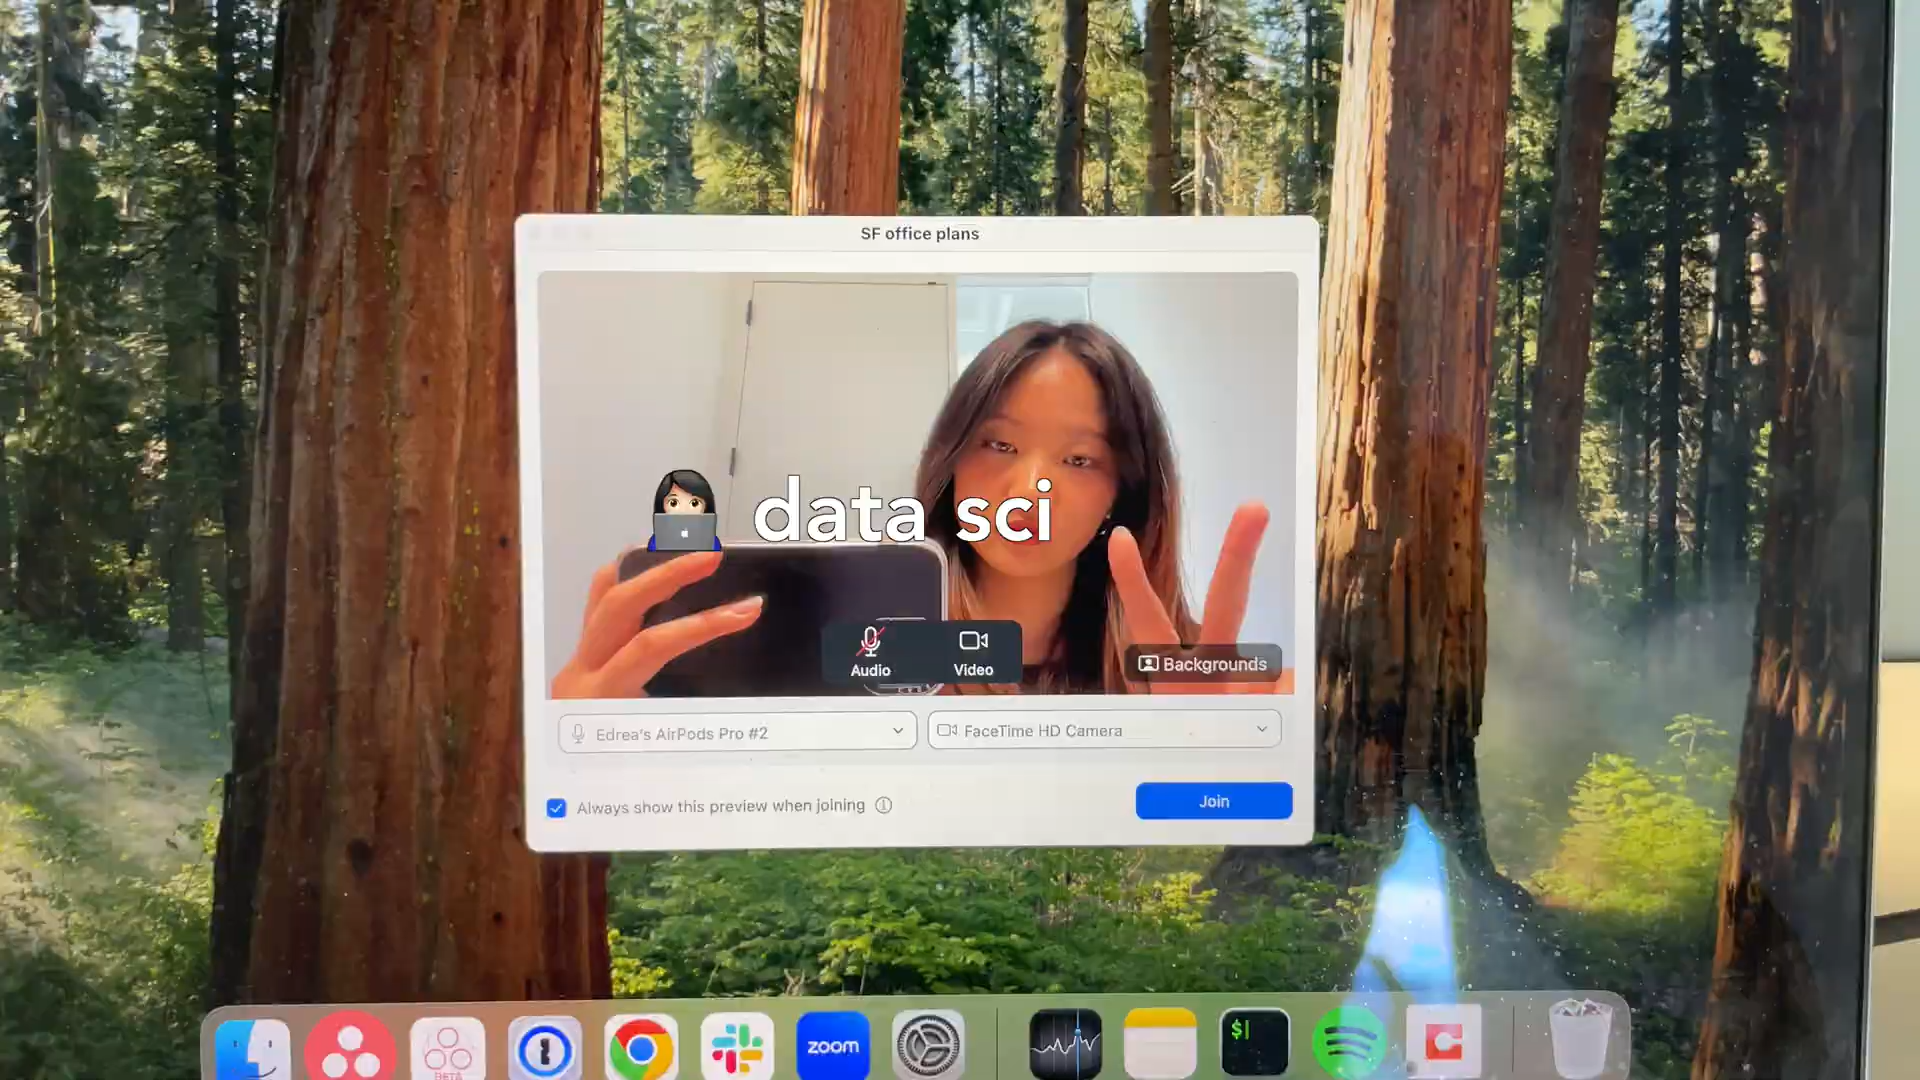 SF office plans
data sci
Audio
Video
Backgrounds
Edrea's AirPods Pro #2
FaceTime HD Camera
Always show this preview when joining
Join
BETA
zoom
$